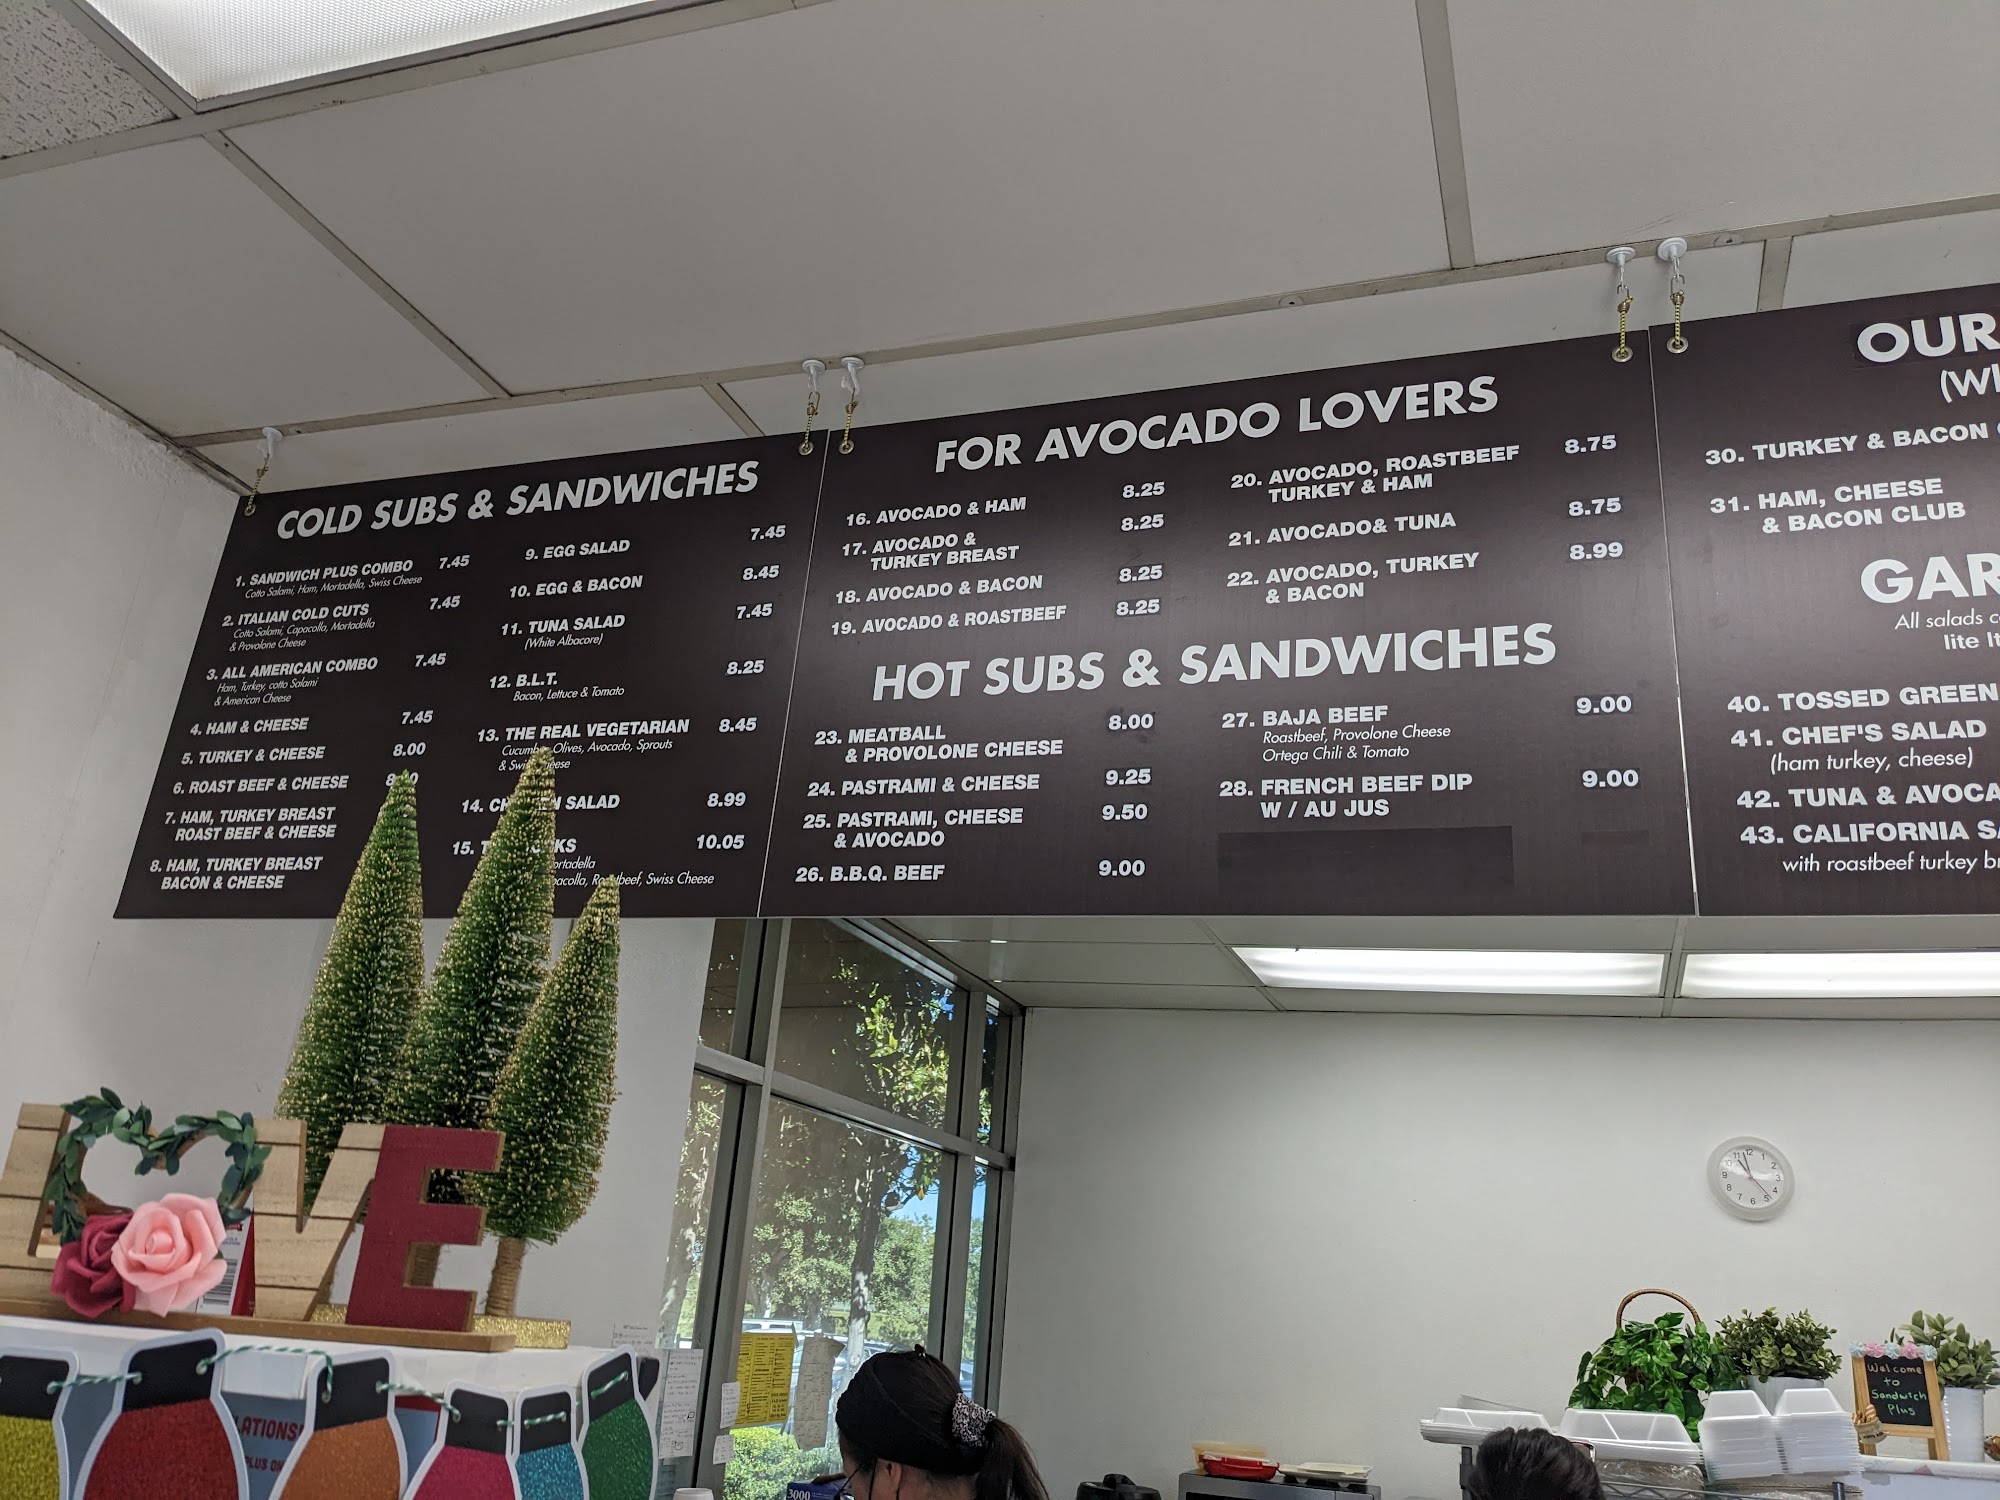 COLD SUBS & SANDWICHES
1. SANDWICH PLUS COMBO 7.45
Cotto Salami, Ham, Mortadella, Swiss Cheese
2. ITALIAN COLD CUTS 7.45
Cotto Salami, Capacolla, Mortadella
& Provolone Cheese
3. ALL AMERICAN COMBO 7.45
Ham, Turkey, cotto Salami
& American Cheese
4. HAM & CHEESE 7.45
5. TURKEY & CHEESE 8.00
6. ROAST BEEF & CHEESE
7. HAM, TURKEY BREAST
ROAST BEEF & CHEESE
8. HAM, TURKEY BREAST
BACON & CHEESE
9. EGG SALAD 7.45
10. EGG & BACON 8.45
11. TUNA SALAD 7.45
(White Albacore)
12. B.L.T. 8.25
Bacon, Lettuce & Tomato
13. THE REAL VEGETARIAN 8.45
Olives, Avocado, Sprouts
&
14. SALAD 8.99
15. 10.05
Swiss Cheese
FOR AVOCADO LOVERS
16. AVOCADO & HAM 8.25
17. AVOCADO & 8.25
TURKEY BREAST
18. AVOCADO & BACON 8.25
19. AVOCADO & ROASTBEEF 8.25
20. AVOCADO, ROASTBEEF 8.75
TURKEY & HAM
21. AVOCADO& TUNA 8.75
22. AVOCADO, TURKEY 8.99
& BACON
HOT SUBS & SANDWICHES
23. MEATBALL 8.00
& PROVOLONE CHEESE
24. PASTRAMI & CHEESE 9.25
25. PASTRAMI, CHEESE 9.50
& AVOCADO
26. B.B.Q. BEEF 9.00
27. BAJA BEEF 9.00
Roastbeef, Provolone Cheese
Ortega Chili & Tomato
28. FRENCH BEEF DIP 9.00
W / AU JUS
OUR
30. TURKEY & BACON
31. HAM, CHEESE
& BACON CLUB
All salads
lite
40. TOSSED GREEN
41. CHEF'S SALAD
(ham turkey, cheese)
42. TUNA &
43. CALIFORNIA
with roastbeef turkey
LOVE
Welcome
to
Sandwich
Plus
3000